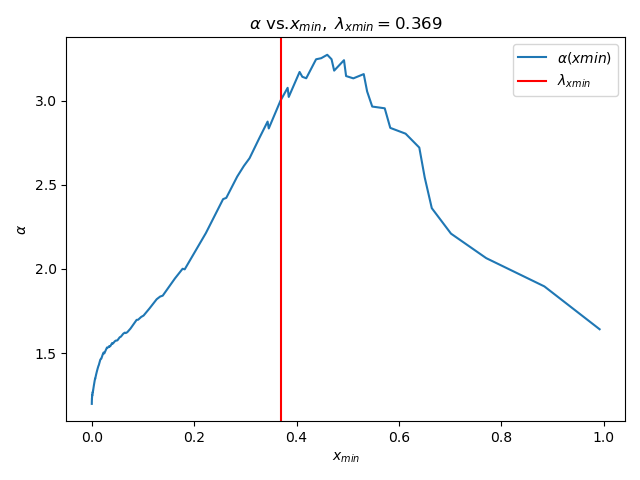 α vs.x_min, λ_xmin = 0.369
α(xmin)
λ_xmin
3.0
2.5
2.0
1.5
α
0.0 0.2 0.4 0.6 0.8 1.0
x_min